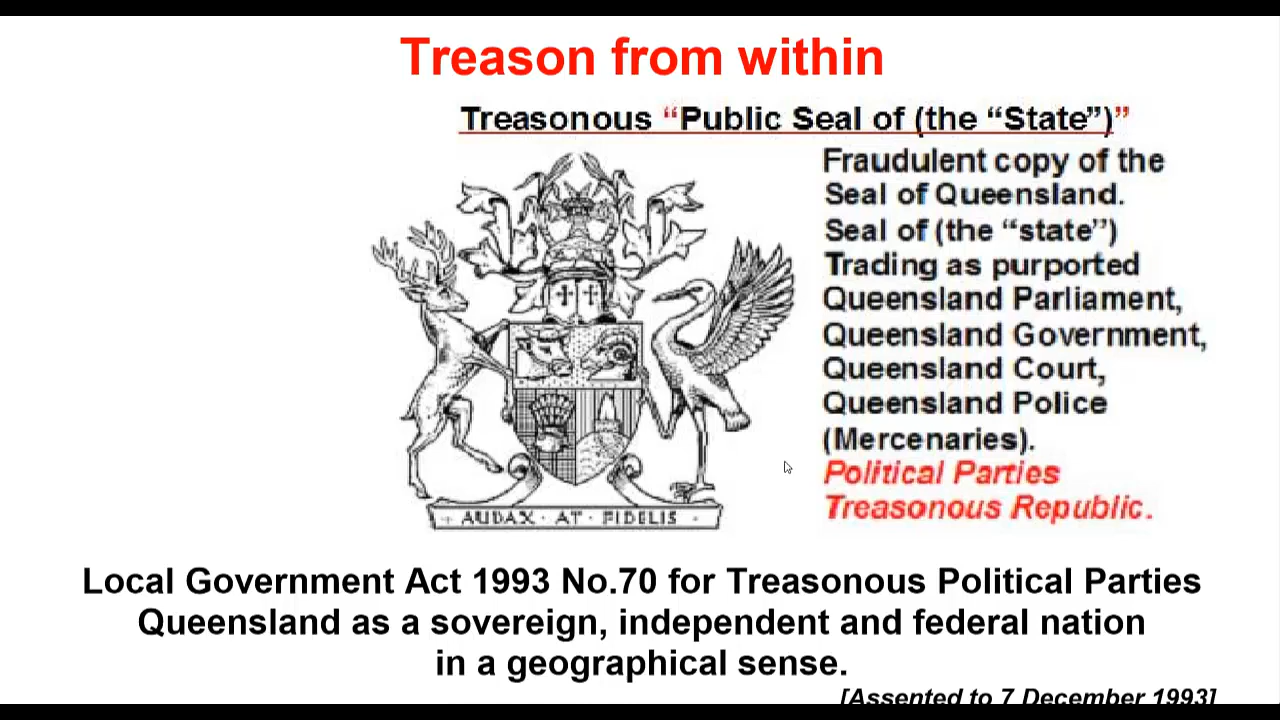 Treason from within
Treasonous “Public Seal of (the “State”)”
Fraudulent copy of the
Seal of Queensland.
Seal of (the “state”)
Trading as purported
Queensland Parliament,
Queensland Government,
Queensland Court,
Queensland Police
(Mercenaries).
Political Parties
Treasonous Republic.
AUDAX · AT · FIDELIS
Local Government Act 1993 No.70 for Treasonous Political Parties
Queensland as a sovereign, independent and federal nation
in a geographical sense.
[Assented to 7 December 1993]